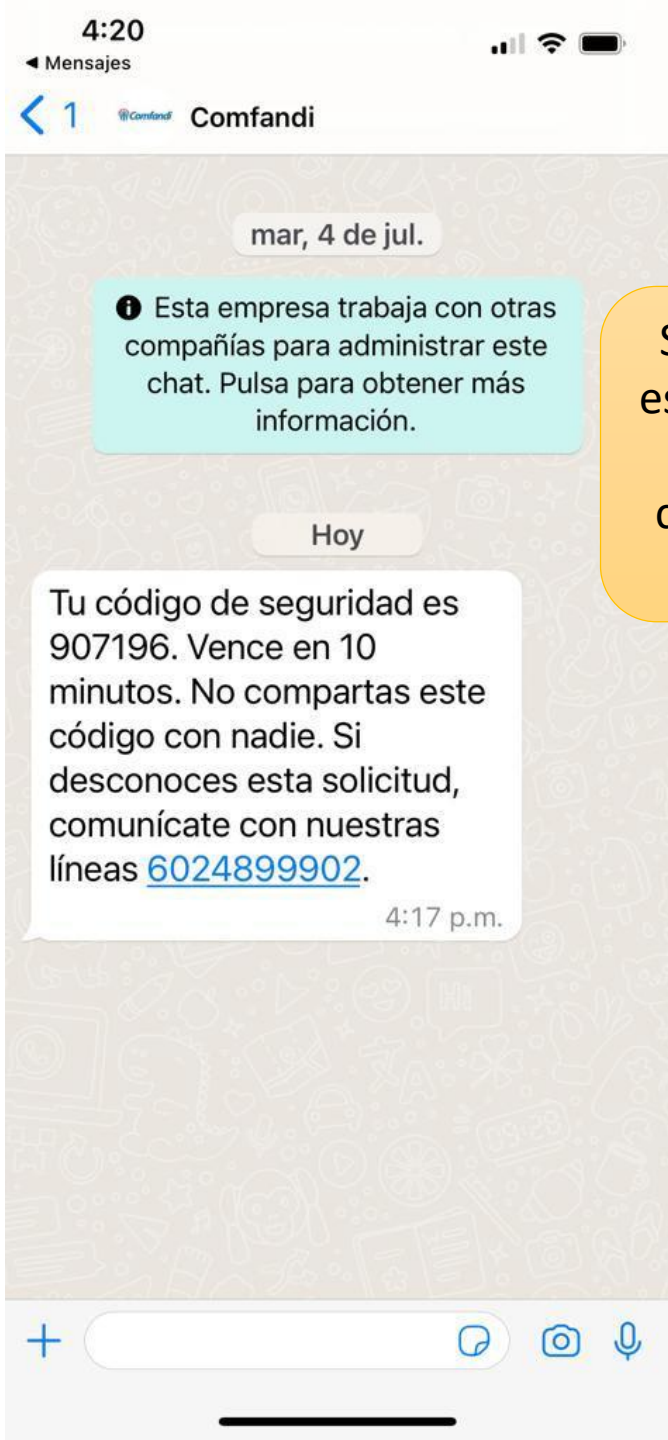 4:20
◀ Mensajes
1 Comfandi Comfandi
mar, 4 de jul.
Esta empresa trabaja con otras
compañías para administrar este
chat. Pulsa para obtener más
información.
Hoy
Tu código de seguridad es
907196. Vence en 10
minutos. No compartas este
código con nadie. Si
desconoces esta solicitud,
comunícate con nuestras
líneas 6024899902.
4:17 p.m.